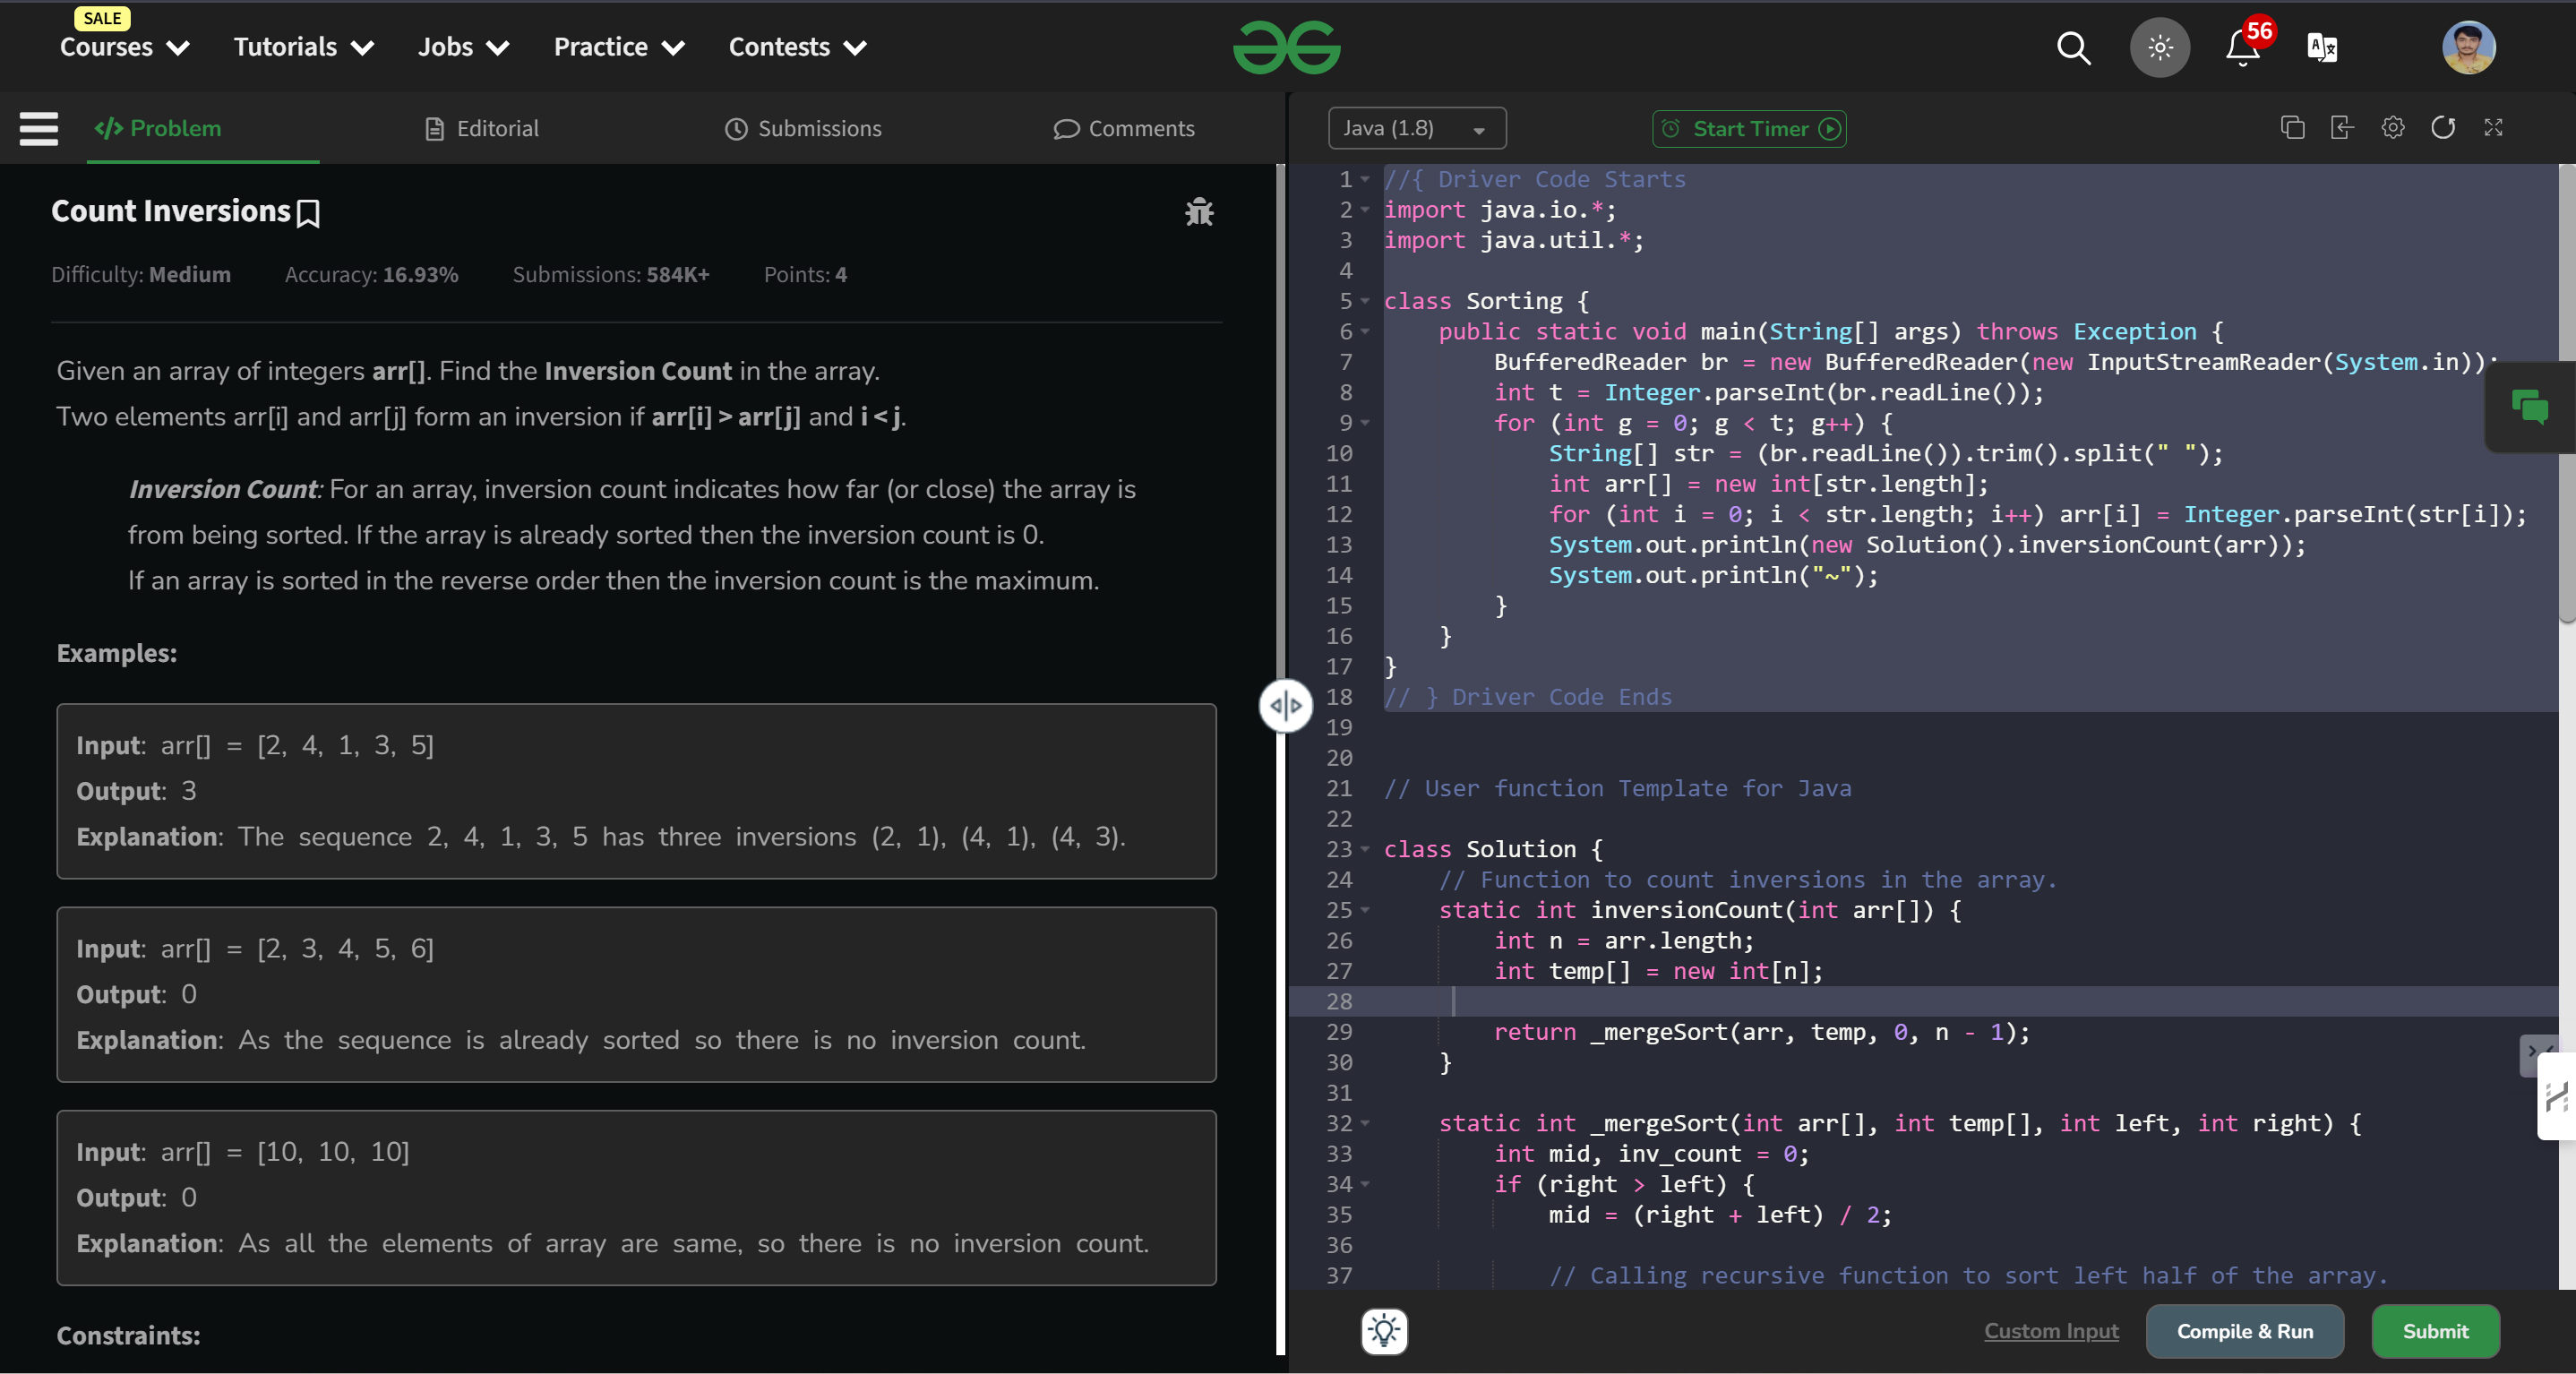 SALE
Courses Tutorials Jobs Practice Contests
56
Problem Editorial Submissions Comments
Count Inversions
Difficulty: Medium Accuracy: 16.93% Submissions: 584K+ Points: 4
Given an array of integers arr[]. Find the Inversion Count in the array.
Two elements arr[i] and arr[j] form an inversion if arr[i] > arr[j] and i < j.
Inversion Count: For an array, inversion count indicates how far (or close) the array is
from being sorted. If the array is already sorted then the inversion count is 0.
If an array is sorted in the reverse order then the inversion count is the maximum.
Examples:
Input: arr[] = [2, 4, 1, 3, 5]
Output: 3
Explanation: The sequence 2, 4, 1, 3, 5 has three inversions (2, 1), (4, 1), (4, 3).
Input: arr[] = [2, 3, 4, 5, 6]
Output: 0
Explanation: As the sequence is already sorted so there is no inversion count.
Input: arr[] = [10, 10, 10]
Output: 0
Explanation: As all the elements of array are same, so there is no inversion count.
Constraints:
Java (1.8) Start Timer
1 //{ Driver Code Starts
2 import java.io.*;
3 import java.util.*;
4
5 class Sorting {
6 public static void main(String[] args) throws Exception {
7 BufferedReader br = new BufferedReader(new InputStreamReader(System.in));
8 int t = Integer.parseInt(br.readLine());
9 for (int g = 0; g < t; g++) {
10 String[] str = (br.readLine()).trim().split(" ");
11 int arr[] = new int[str.length];
12 for (int i = 0; i < str.length; i++) arr[i] = Integer.parseInt(str[i]);
13 System.out.println(new Solution().inversionCount(arr));
14 System.out.println("~");
15 }
16 }
17 }
18 // } Driver Code Ends
19
20
21 // User function Template for Java
22
23 class Solution {
24 // Function to count inversions in the array.
25 static int inversionCount(int arr[]) {
26 int n = arr.length;
27 int temp[] = new int[n];
28
29 return _mergeSort(arr, temp, 0, n - 1);
30 }
31
32 static int _mergeSort(int arr[], int temp[], int left, int right) {
33 int mid, inv_count = 0;
34 if (right > left) {
35 mid = (right + left) / 2;
36
37 // Calling recursive function to sort left half of the array.
Custom Input Compile & Run Submit